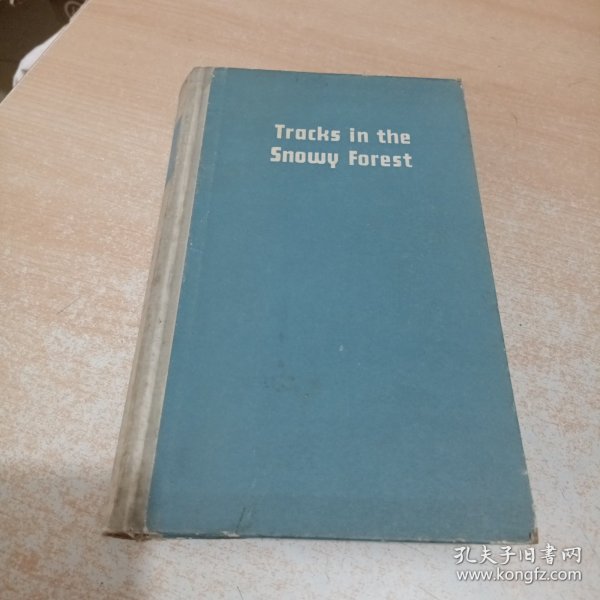 Tracks in the
Snowy Forest
孔夫子旧书网
www.kongfz.com